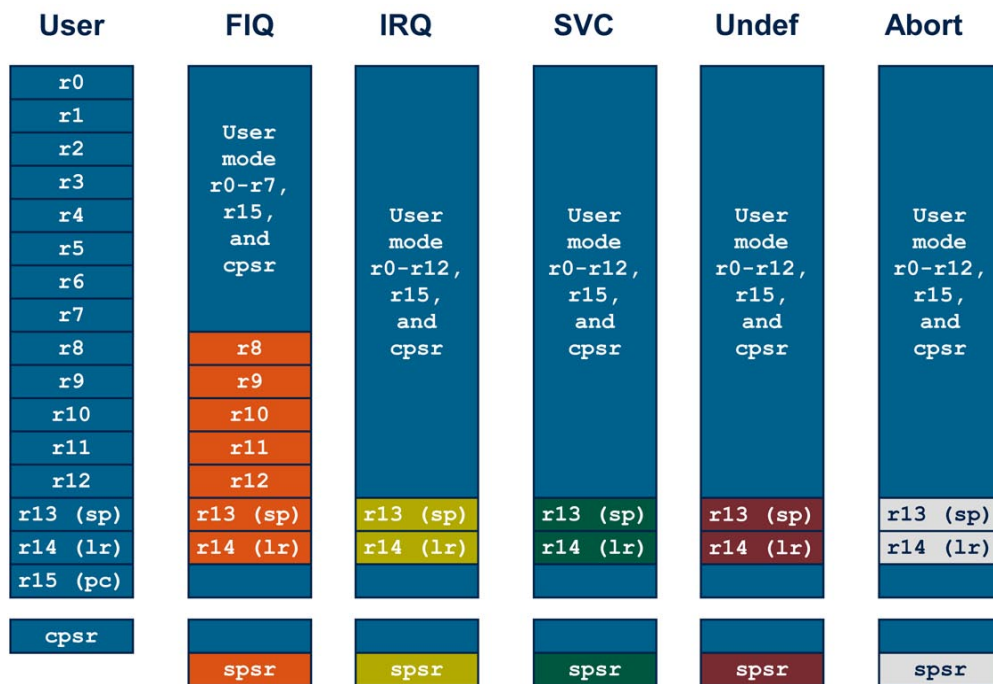 User
FIQ
IRQ
SVC
Undef
Abort
r0
r1
r2
r3
r4
r5
r6
r7
r8
r9
r10
r11
r12
r13 (sp)
r14 (lr)
r15 (pc)
cpsr
User
mode
r0-r7,
r15,
and
cpsr
r8
r9
r10
r11
r12
r13 (sp)
r14 (lr)
spsr
User
mode
r0-r12,
r15,
and
cpsr
r13 (sp)
r14 (lr)
spsr
User
mode
r0-r12,
r15,
and
cpsr
r13 (sp)
r14 (lr)
spsr
User
mode
r0-r12,
r15,
and
cpsr
r13 (sp)
r14 (lr)
spsr
User
mode
r0-r12,
r15,
and
cpsr
r13 (sp)
r14 (lr)
spsr